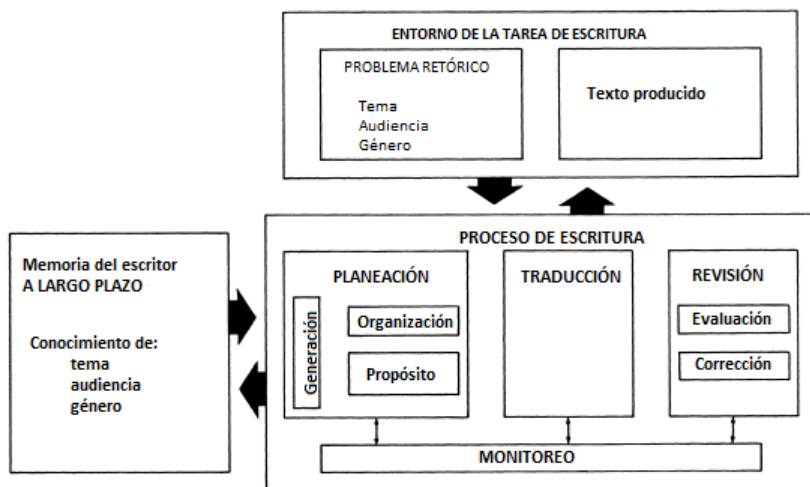 ENTORNO DE LA TAREA DE ESCRITURA
PROBLEMA RETÓRICO
Tema
Audiencia
Género
Texto producido
Memoria del escritor
A LARGO PLAZO
Conocimiento de:
tema
audiencia
género
PROCESO DE ESCRITURA
PLANEACIÓN
Generación
Organización
Propósito
TRADUCCIÓN
REVISIÓN
Evaluación
Corrección
MONITOREO